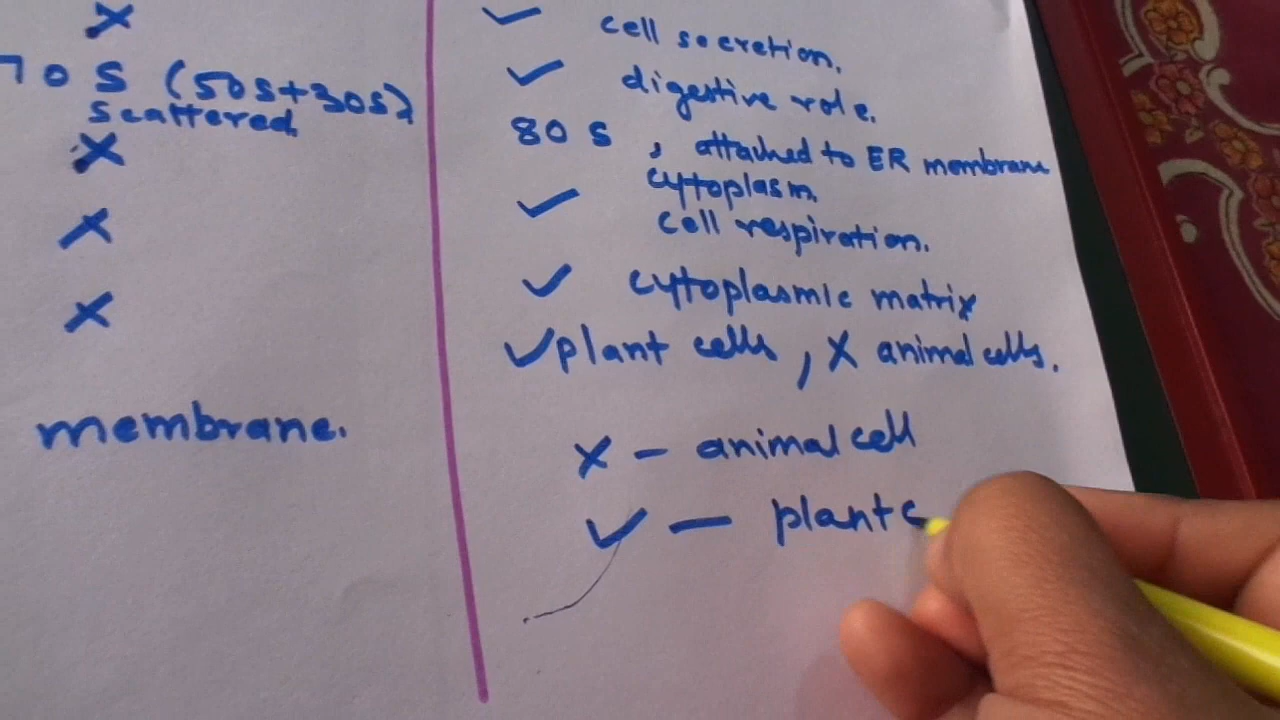 ✗
70 S (50s+30s)
scattered
✗
✗
✗
membrane.
✓ cell secretion.
✓ digestive role.
80 S , attached to ER membrane
cytoplasm.
✓ cell respiration.
✓ cytoplasmic matrix
✓plant cells, X animal cells.
✗ - animal cell
✓ - plant c